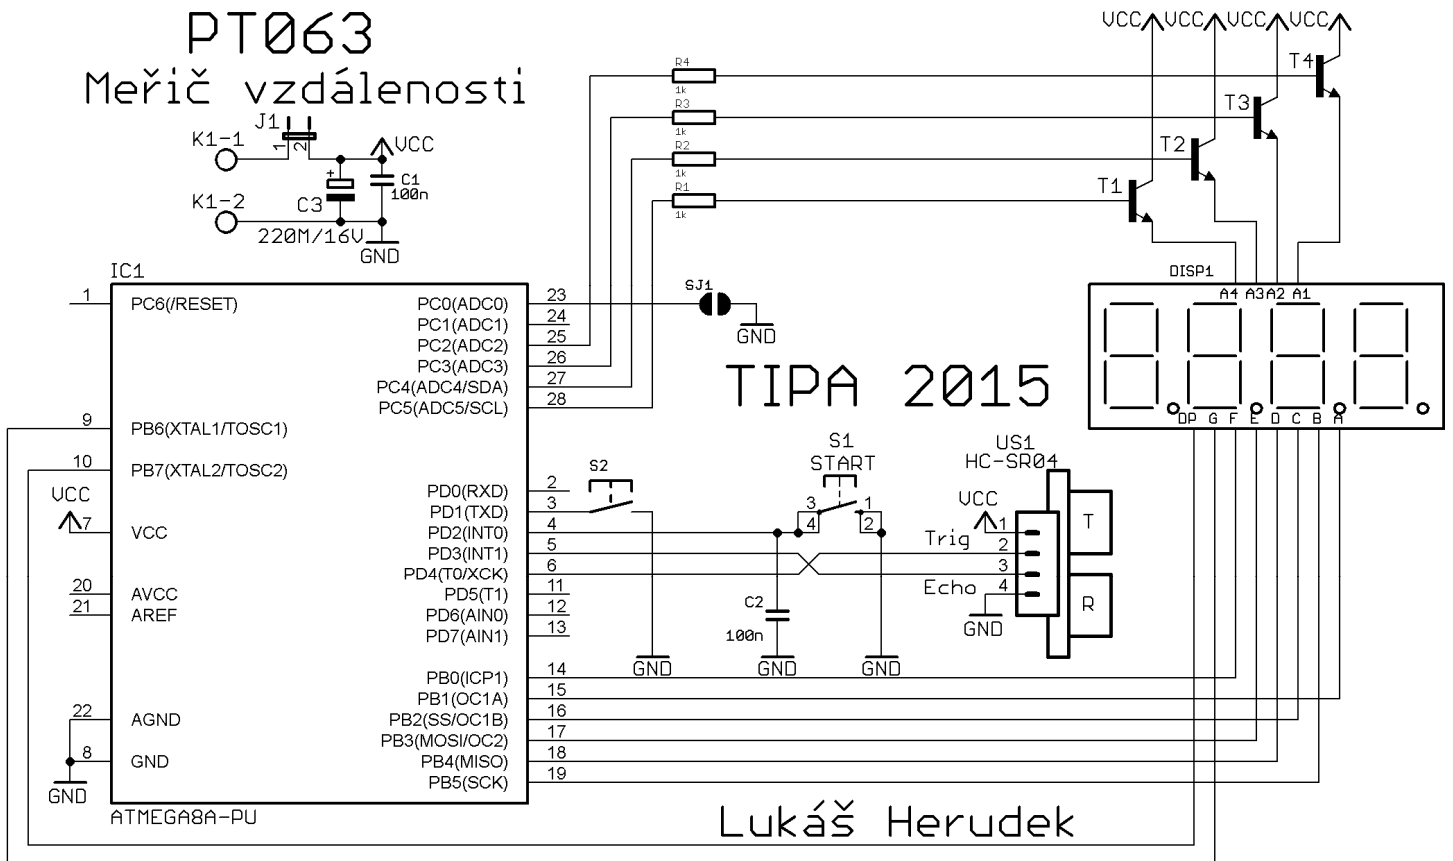 PT063
Meřič vzdálenosti
VCC VCC VCC VCC
T4
T3
T2
T1
R4
1k
R3
1k
R2
1k
R1
1k
J1
K1-1
1 2
VCC
+
C1
100n
K1-2
C3
220M/16V
GND
IC1
1 PC6(/RESET)
9 PB6(XTAL1/TOSC1)
10 PB7(XTAL2/TOSC2)
VCC
7 VCC
20 AVCC
21 AREF
22 AGND
8 GND
GND
PC0(ADC0) 23
PC1(ADC1) 24
PC2(ADC2) 25
PC3(ADC3) 26
PC4(ADC4/SDA) 27
PC5(ADC5/SCL) 28
PD0(RXD) 2
PD1(TXD) 3
PD2(INT0) 4
PD3(INT1) 5
PD4(T0/XCK) 6
PD5(T1) 11
PD6(AIN0) 12
PD7(AIN1) 13
PB0(ICP1) 14
PB1(OC1A) 15
PB2(SS/OC1B) 16
PB3(MOSI/OC2) 17
PB4(MISO) 18
PB5(SCK) 19
ATMEGA8A-PU
SJ1
GND
TIPA 2015
DISP1
A4 A3 A2 A1
DP G F E D C B A
S2
GND
S1
START
3 1
4 2
C2
100n
GND
GND
US1
HC-SR04
VCC
1
Trig 2
3
Echo 4
GND
T
R
Lukáš Herudek